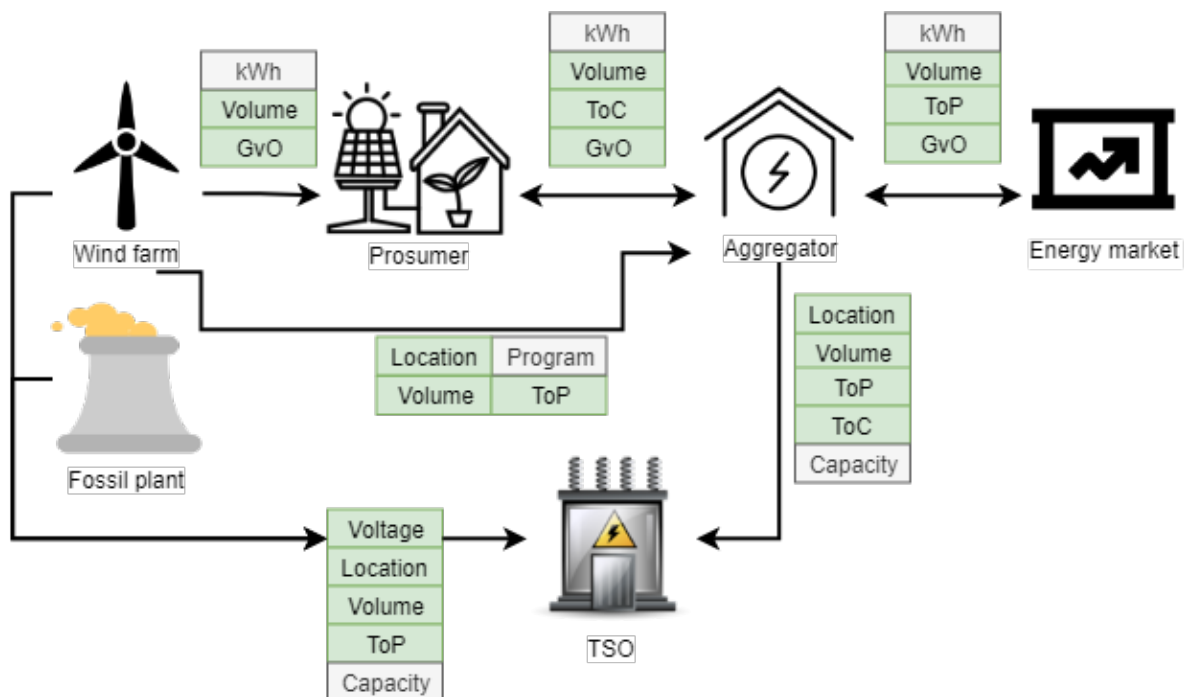 kWh
Volume
GvO
kWh
Volume
ToC
GvO
kWh
Volume
ToP
GvO
Wind farm
Prosumer
Aggregator
Energy market
Location Program
Volume ToP
Location
Volume
ToP
ToC
Capacity
Fossil plant
Voltage
Location
Volume
ToP
Capacity
TSO